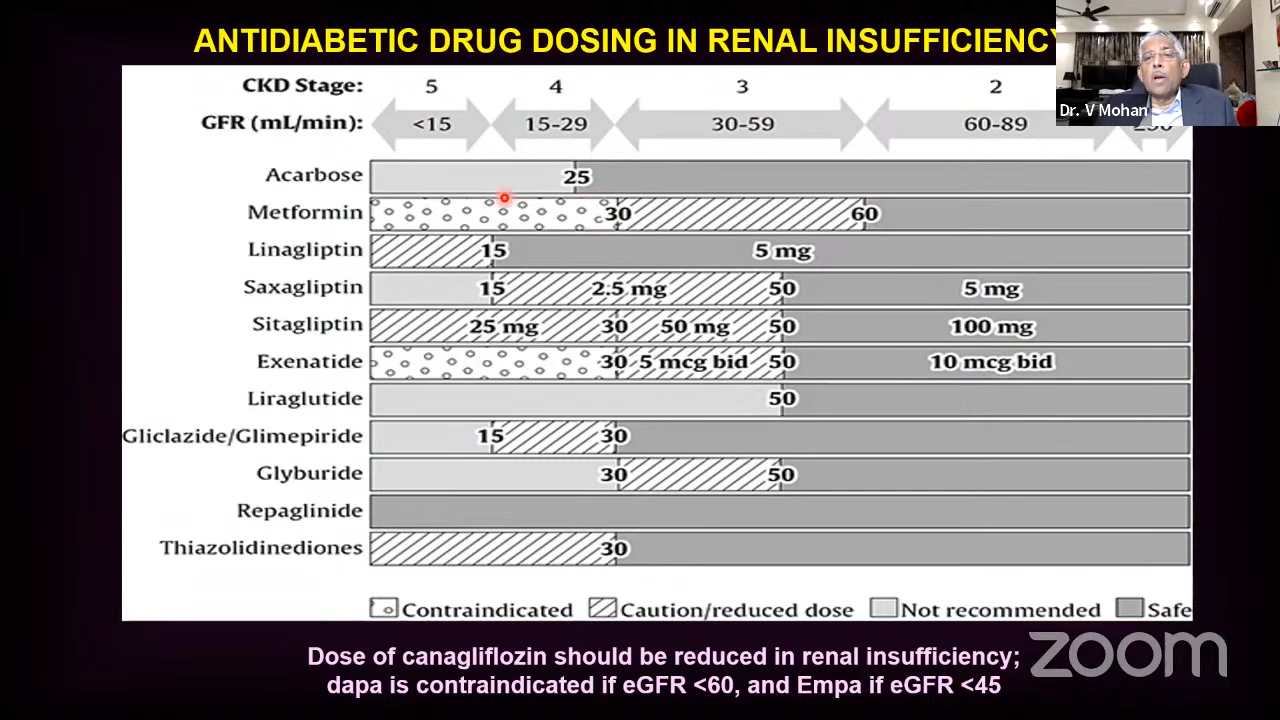 ANTIDIABETIC DRUG DOSING IN RENAL INSUFFICIENCY
Dr. V Mohan
CKD Stage: 5 4 3 2
GFR (mL/min): <15 15-29 30-59 60-89
Acarbose 25
Metformin 30 60
Linagliptin 15 5 mg
Saxagliptin 15 2.5 mg 50 5 mg
Sitagliptin 25 mg 30 50 mg 50 100 mg
Exenatide 30 5 mcg bid 50 10 mcg bid
Liraglutide 50
Gliclazide/Glimepiride 15 30
Glyburide 30 50
Repaglinide
Thiazolidinediones 30
Contraindicated Caution/reduced dose Not recommended Safe
Dose of canagliflozin should be reduced in renal insufficiency;
dapa is contraindicated if eGFR <60, and Empa if eGFR <45
zoom